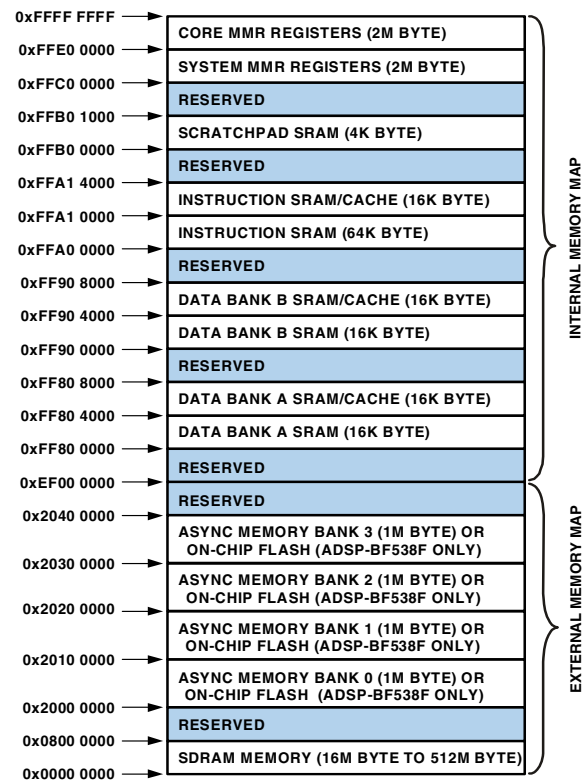 0xFFFF FFFF
CORE MMR REGISTERS (2M BYTE)
0xFFE0 0000
SYSTEM MMR REGISTERS (2M BYTE)
0xFFC0 0000
RESERVED
0xFFB0 1000
SCRATCHPAD SRAM (4K BYTE)
0xFFB0 0000
RESERVED
0xFFA1 4000
INSTRUCTION SRAM/CACHE (16K BYTE)
0xFFA1 0000
INSTRUCTION SRAM (64K BYTE)
0xFFA0 0000
RESERVED
0xFF90 8000
DATA BANK B SRAM/CACHE (16K BYTE)
0xFF90 4000
DATA BANK B SRAM (16K BYTE)
0xFF90 0000
RESERVED
0xFF80 8000
DATA BANK A SRAM/CACHE (16K BYTE)
0xFF80 4000
DATA BANK A SRAM (16K BYTE)
0xFF80 0000
RESERVED
0xEF00 0000
RESERVED
0x2040 0000
ASYNC MEMORY BANK 3 (1M BYTE) OR
ON-CHIP FLASH (ADSP-BF538F ONLY)
0x2030 0000
ASYNC MEMORY BANK 2 (1M BYTE) OR
ON-CHIP FLASH (ADSP-BF538F ONLY)
0x2020 0000
ASYNC MEMORY BANK 1 (1M BYTE) OR
ON-CHIP FLASH (ADSP-BF538F ONLY)
0x2010 0000
ASYNC MEMORY BANK 0 (1M BYTE) OR
ON-CHIP FLASH (ADSP-BF538F ONLY)
0x2000 0000
RESERVED
0x0800 0000
SDRAM MEMORY (16M BYTE TO 512M BYTE)
0x0000 0000
INTERNAL MEMORY MAP
EXTERNAL MEMORY MAP